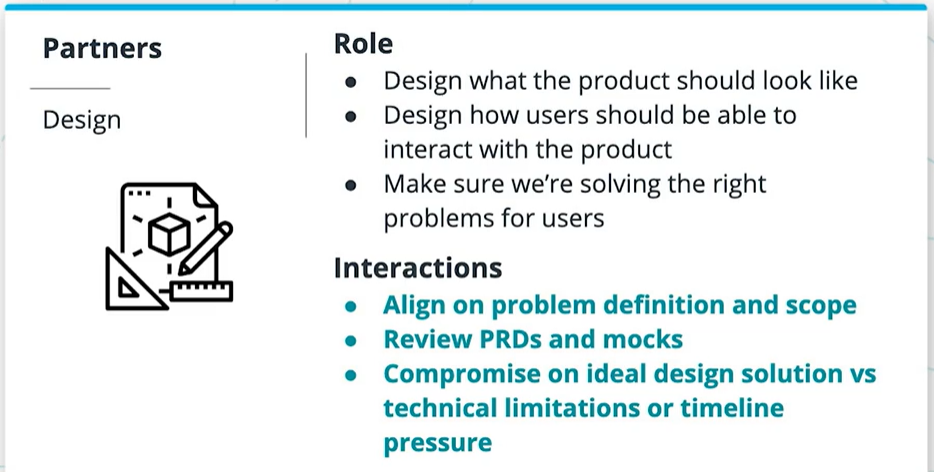 Partners
Design
Role
● Design what the product should look like
● Design how users should be able to
interact with the product
● Make sure we’re solving the right
problems for users
Interactions
● Align on problem definition and scope
● Review PRDs and mocks
● Compromise on ideal design solution vs
technical limitations or timeline
pressure